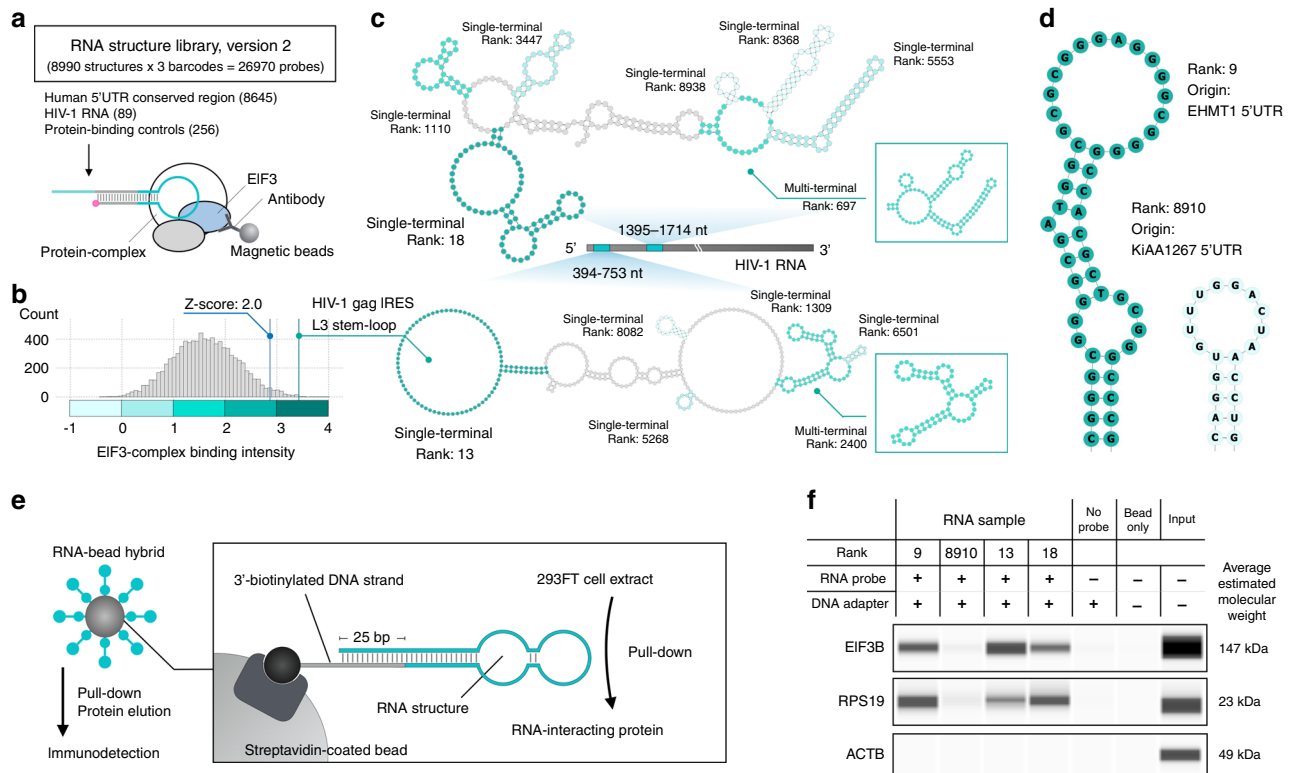 a
RNA structure library, version 2
(8990 structures x 3 barcodes = 26970 probes)
Human 5'UTR conserved region (8645)
HIV-1 RNA (89)
Protein-binding controls (256)
EIF3
Antibody
Protein-complex
Magnetic beads
b
Z-score: 2.0
HIV-1 gag IRES
L3 stem-loop
Count
400
200
0
-1 0 1 2 3 4
EIF3-complex binding intensity
c
Single-terminal
Rank: 3447
Single-terminal
Rank: 8368
Single-terminal
Rank: 5553
Single-terminal
Rank: 8938
Single-terminal
Rank: 1110
Single-terminal
Rank: 18
Multi-terminal
Rank: 697
1395–1714 nt
5' 3'
HIV-1 RNA
394-753 nt
Single-terminal
Rank: 1309
Single-terminal
Rank: 8082
Single-terminal
Rank: 6501
Single-terminal
Rank: 13
Single-terminal
Rank: 5268
Multi-terminal
Rank: 2400
d
Rank: 9
Origin:
EHMT1 5'UTR
Rank: 8910
Origin:
KiAA1267 5'UTR
e
RNA-bead hybrid
Pull-down
Protein elution
Immunodetection
3'-biotinylated DNA strand
293FT cell extract
25 bp
Pull-down
RNA structure
RNA-interacting protein
Streptavidin-coated bead
f
RNA sample
No
probe
Bead
only
Input
Rank 9 8910 13 18
RNA probe + + + + – – –
DNA adapter + + + + + – –
Average
estimated
molecular
weight
EIF3B 147 kDa
RPS19 23 kDa
ACTB 49 kDa